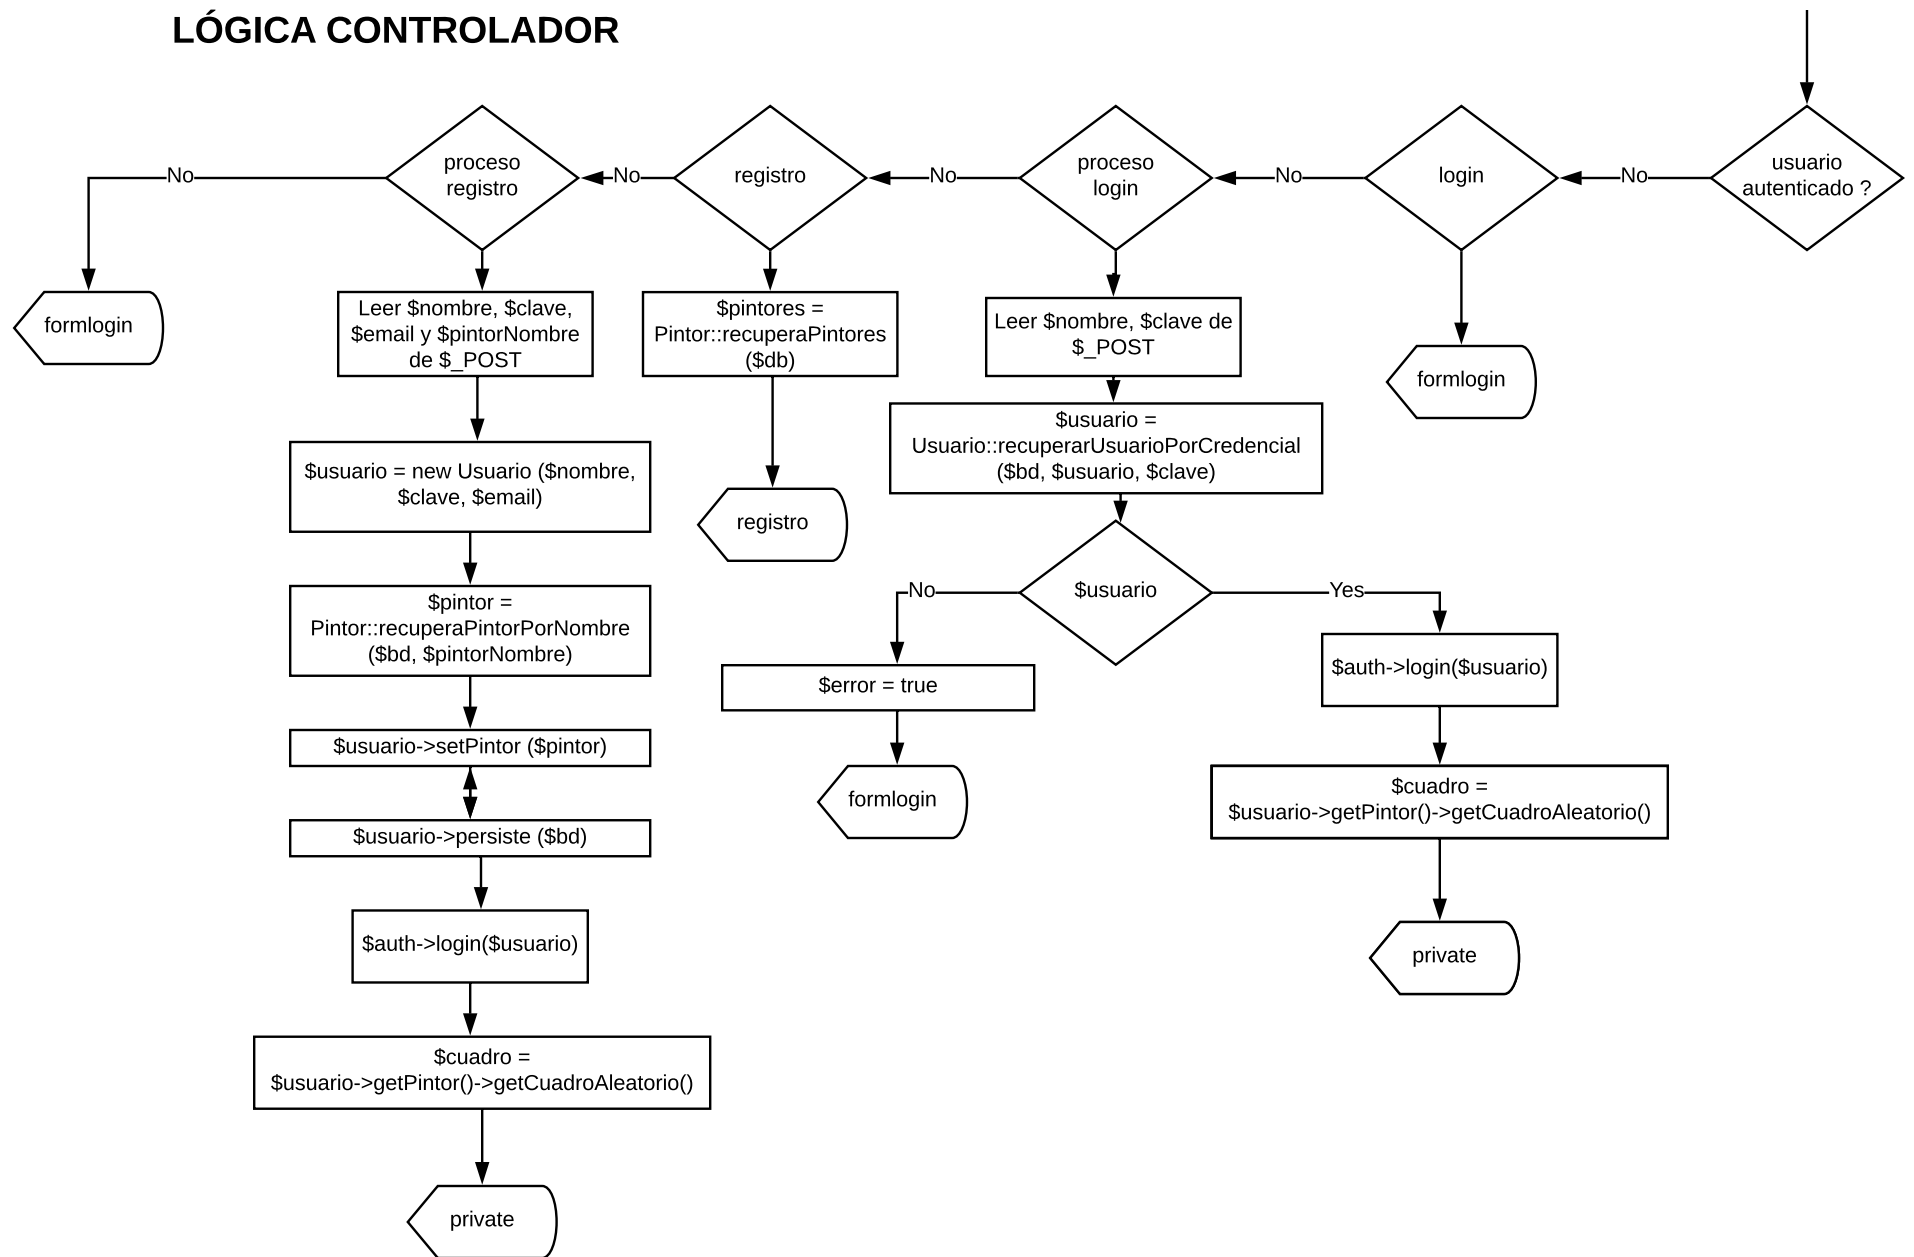 LÓGICA CONTROLADOR
usuario
autenticado ?
No
login
No
proceso
login
No
registro
No
proceso
registro
No
formlogin
Leer $nombre, $clave,
$email y $pintorNombre
de $_POST
$usuario = new Usuario ($nombre,
$clave, $email)
$pintor =
Pintor::recuperaPintorPorNombre
($bd, $pintorNombre)
$usuario->setPintor ($pintor)
$usuario->persiste ($bd)
$auth->login($usuario)
$cuadro =
$usuario->getPintor()->getCuadroAleatorio()
private
$pintores =
Pintor::recuperaPintores
($db)
registro
Leer $nombre, $clave de
$_POST
$usuario =
Usuario::recuperarUsuarioPorCredencial
($bd, $usuario, $clave)
$usuario
No
$error = true
formlogin
Yes
$auth->login($usuario)
$cuadro =
$usuario->getPintor()->getCuadroAleatorio()
private
formlogin